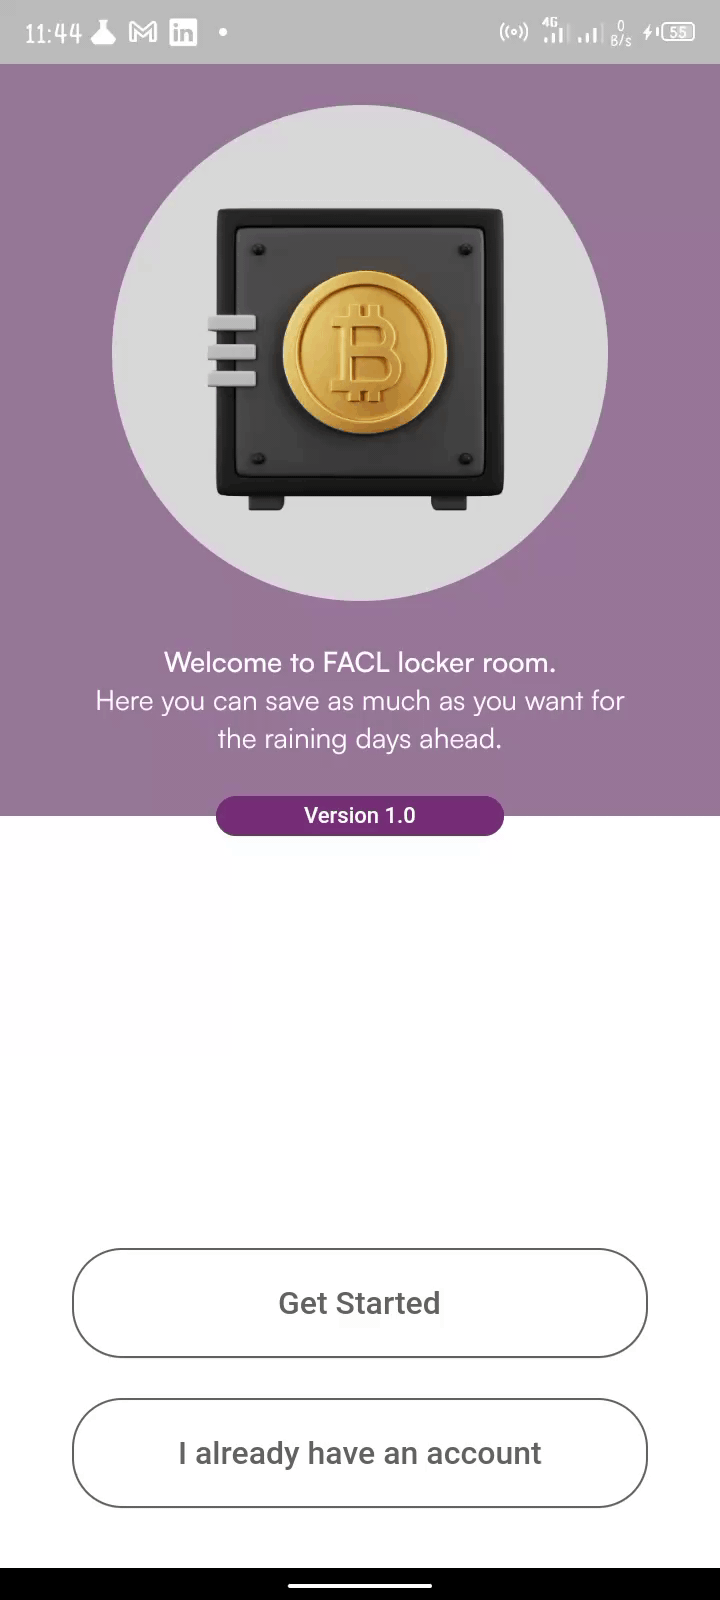 11:44 4G 0 B/s 55
Welcome to FACL locker room.
Here you can save as much as you want for
the raining days ahead.
Version 1.0
Get Started
I already have an account